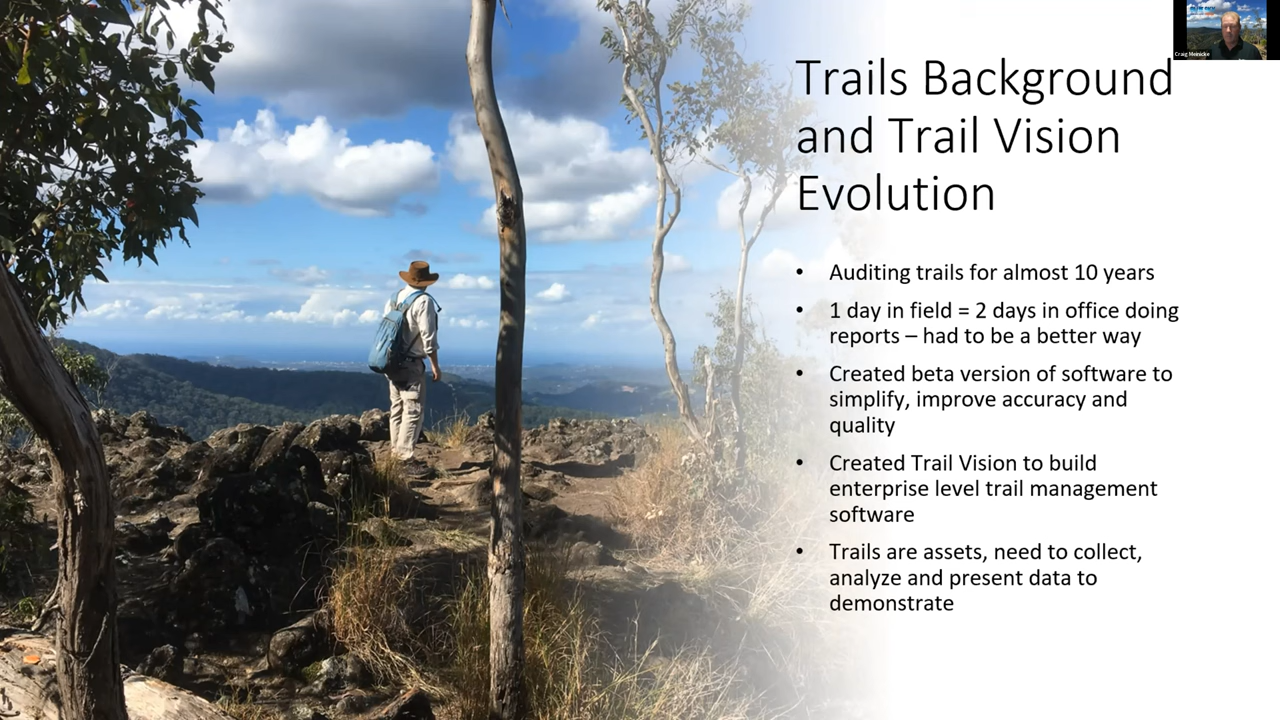 Craig Meinicke
Trails Background
and Trail Vision
Evolution
• Auditing trails for almost 10 years
• 1 day in field = 2 days in office doing
reports – had to be a better way
• Created beta version of software to
simplify, improve accuracy and
quality
• Created Trail Vision to build
enterprise level trail management
software
• Trails are assets, need to collect,
analyze and present data to
demonstrate